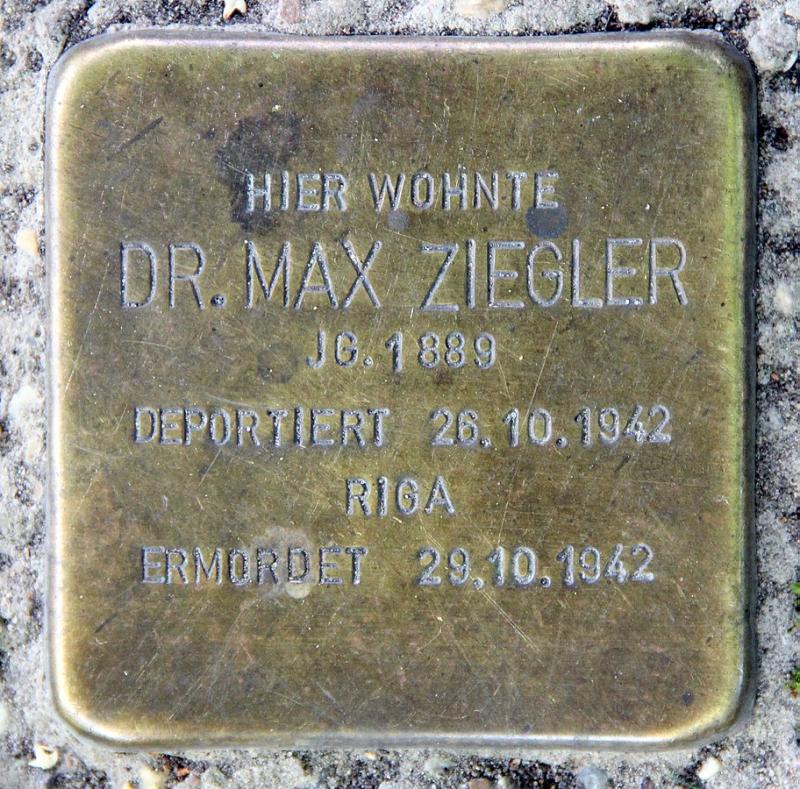 HIER WOHNTE
DR. MAX ZIEGLER
JG. 1889
DEPORTIERT 26.10.1942
RIGA
ERMORDET 29.10.1942